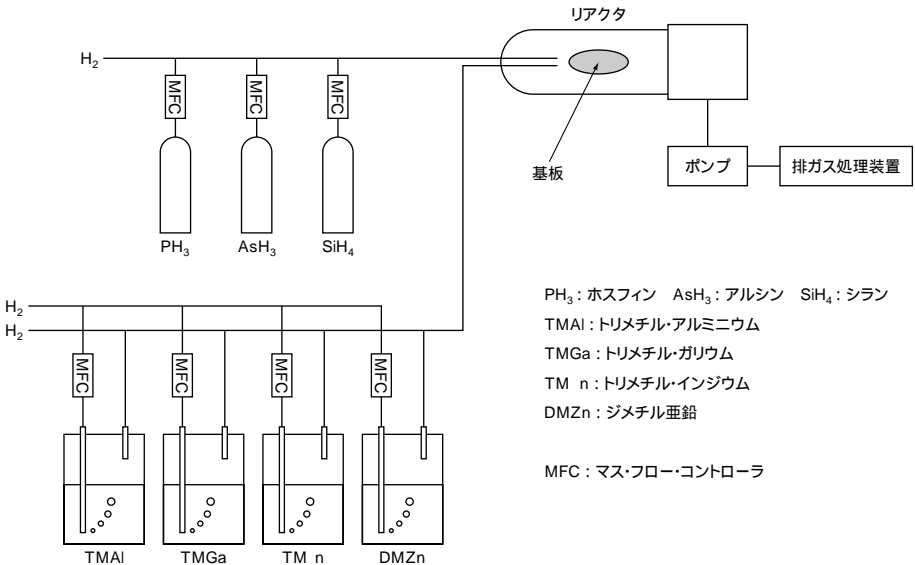 リアクタ
H₂
MFC
MFC
MFC
基板
ポンプ
排ガス処理装置
PH₃
AsH₃
SiH₄
H₂
H₂
PH₃：ホスフィン　AsH₃：アルシン　SiH₄：シラン
TMAl：トリメチル・アルミニウム
TMGa：トリメチル・ガリウム
TM n：トリメチル・インジウム
DMZn：ジメチル亜鉛
MFC：マス・フロー・コントローラ
MFC
MFC
MFC
MFC
TMAl
TMGa
TM n
DMZn